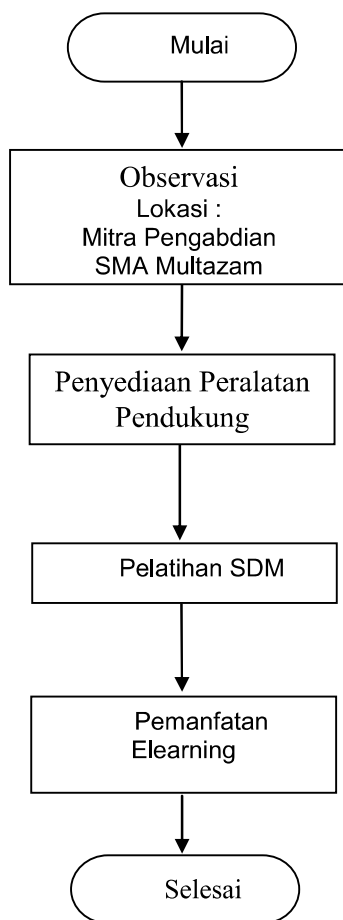 Mulai
Observasi
Lokasi :
Mitra Pengabdian
SMA Multazam
Penyediaan Peralatan
Pendukung
Pelatihan SDM
Pemanfatan
Elearning
Selesai